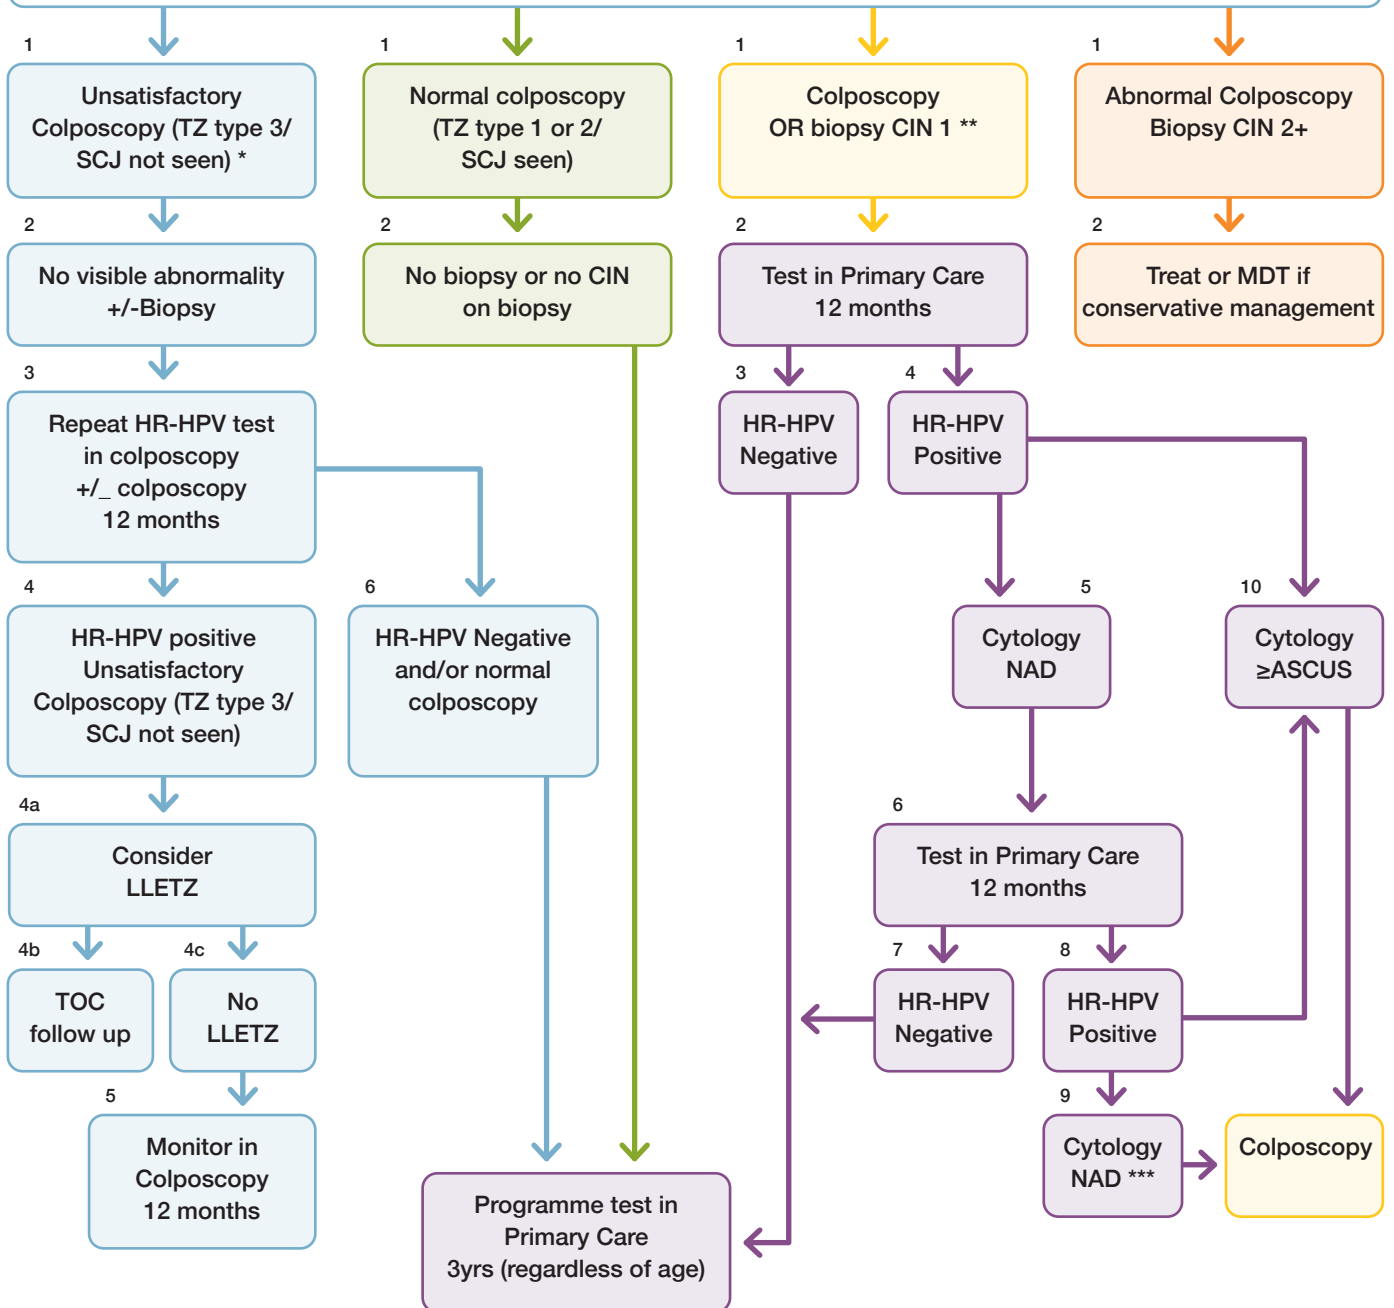 1
Unsatisfactory
Colposcopy (TZ type 3/
SCJ not seen) *
1
Normal colposcopy
(TZ type 1 or 2/
SCJ seen)
1
Colposcopy
OR biopsy CIN 1 **
1
Abnormal Colposcopy
Biopsy CIN 2+
2
No visible abnormality
+/-Biopsy
2
No biopsy or no CIN
on biopsy
2
Test in Primary Care
12 months
2
Treat or MDT if
conservative management
3
Repeat HR-HPV test
in colposcopy
+/_ colposcopy
12 months
3
HR-HPV
Negative
4
HR-HPV
Positive
4
HR-HPV positive
Unsatisfactory
Colposcopy (TZ type 3/
SCJ not seen)
6
HR-HPV Negative
and/or normal
colposcopy
5
Cytology
NAD
10
Cytology
≥ASCUS
4a
Consider
LLETZ
6
Test in Primary Care
12 months
4b
TOC
follow up
4c
No
LLETZ
7
HR-HPV
Negative
8
HR-HPV
Positive
5
Monitor in
Colposcopy
12 months
9
Cytology
NAD ***
Colposcopy
Programme test in
Primary Care
3yrs (regardless of age)